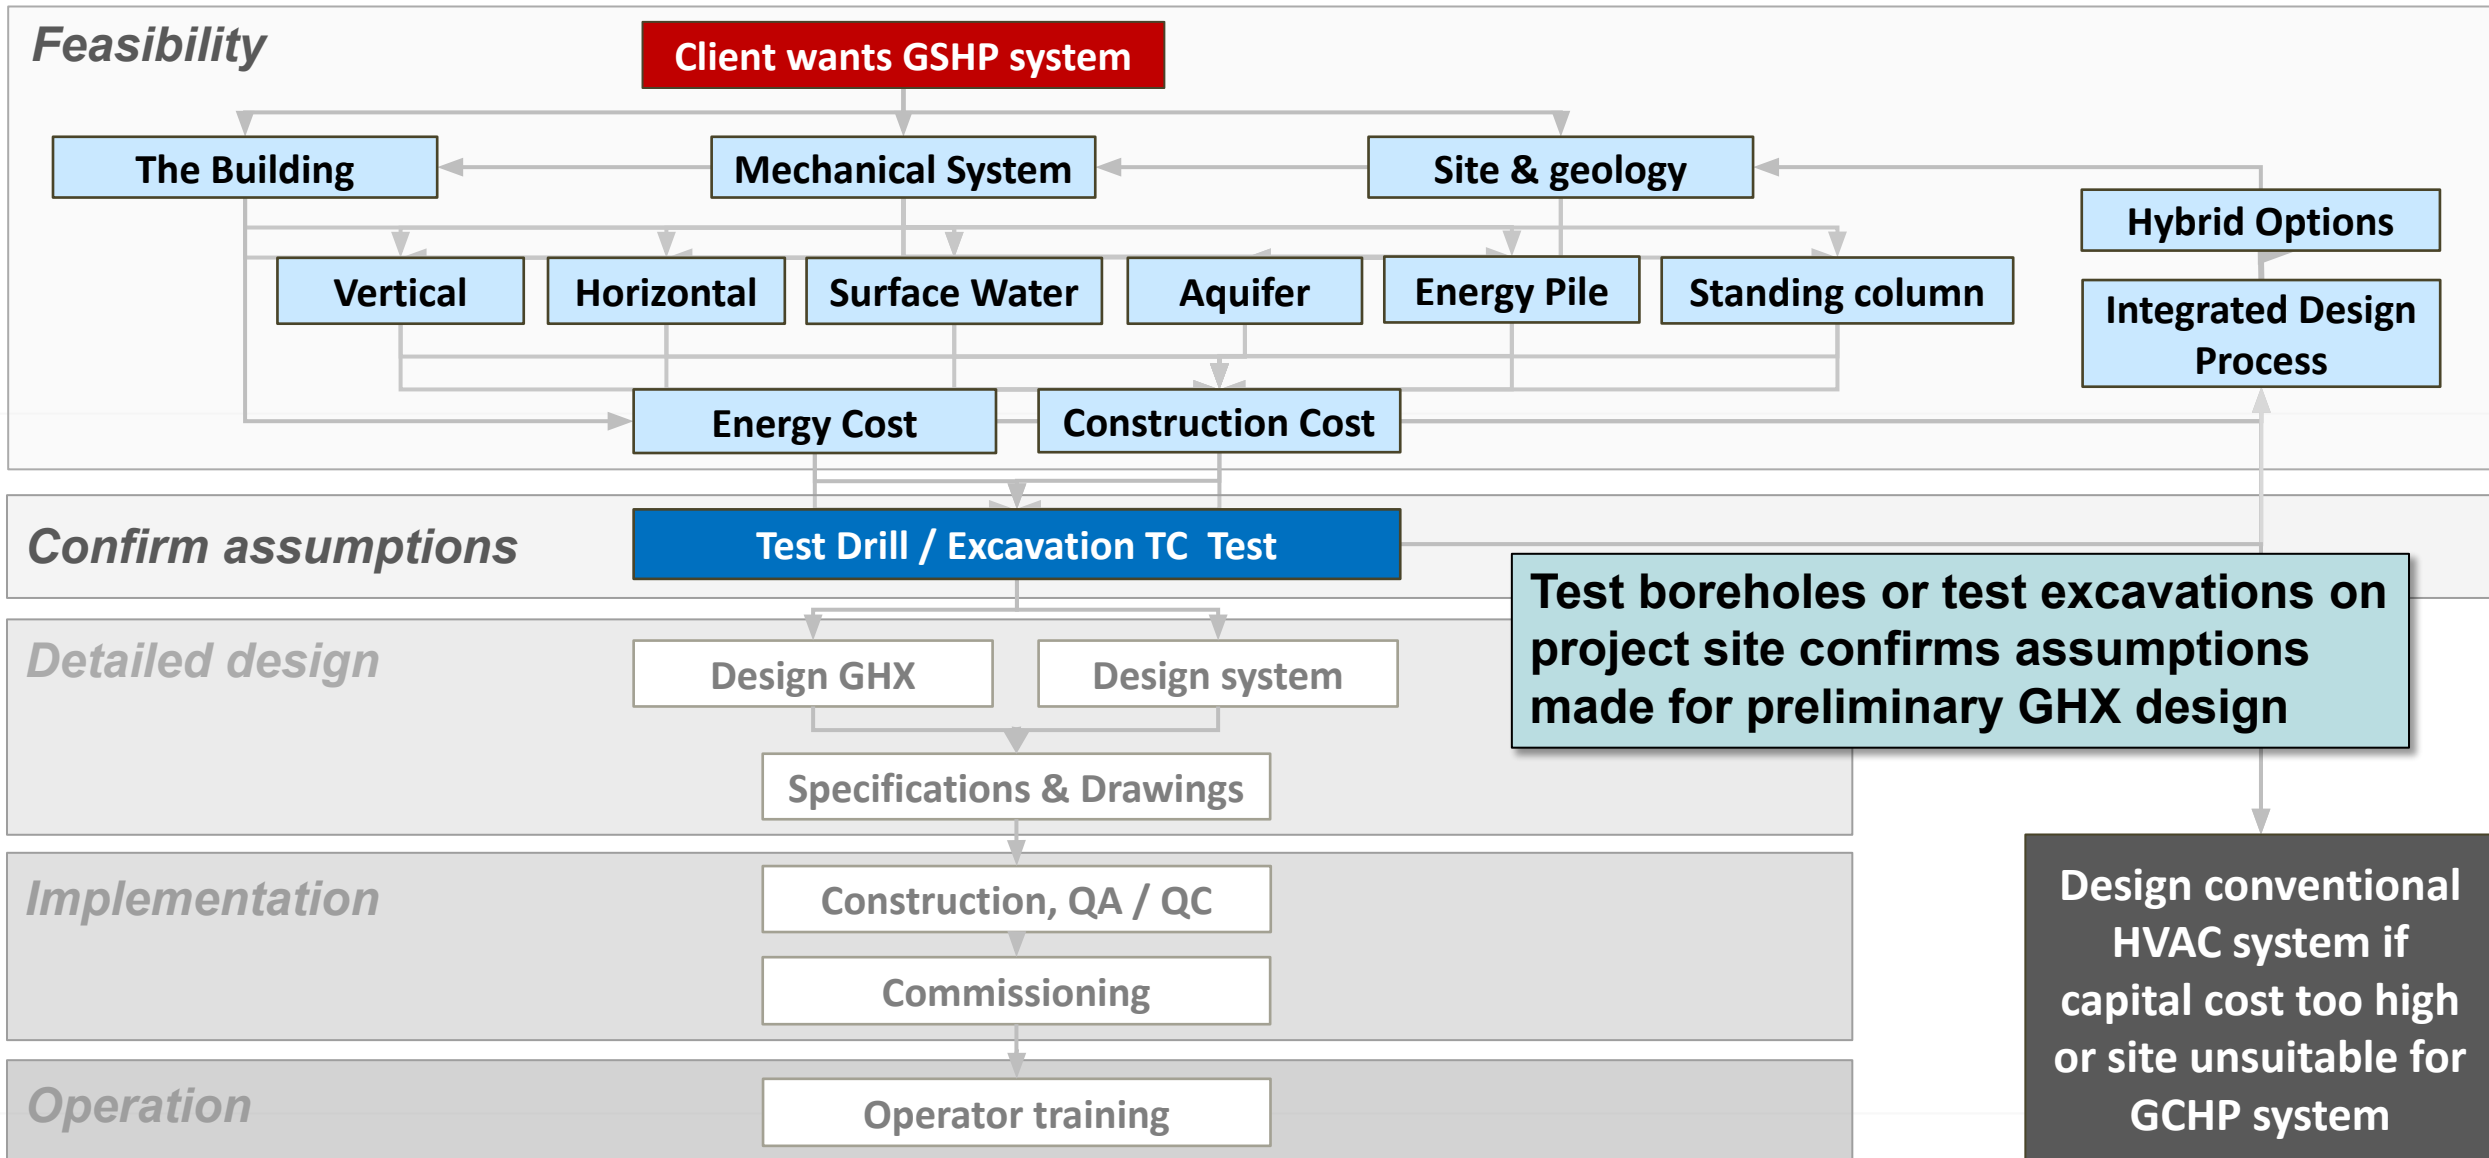 Feasibility
Client wants GSHP system
The Building
Mechanical System
Site & geology
Hybrid Options
Vertical
Horizontal
Surface Water
Aquifer
Energy Pile
Standing column
Integrated Design
Process
Energy Cost
Construction Cost
Confirm assumptions
Test Drill / Excavation TC  Test
Test boreholes or test excavations on
project site confirms assumptions
made for preliminary GHX design
Detailed design
Design GHX
Design system
Specifications & Drawings
Implementation
Construction, QA / QC
Commissioning
Design conventional
HVAC system if
capital cost too high
or site unsuitable for
GCHP system
Operation
Operator training